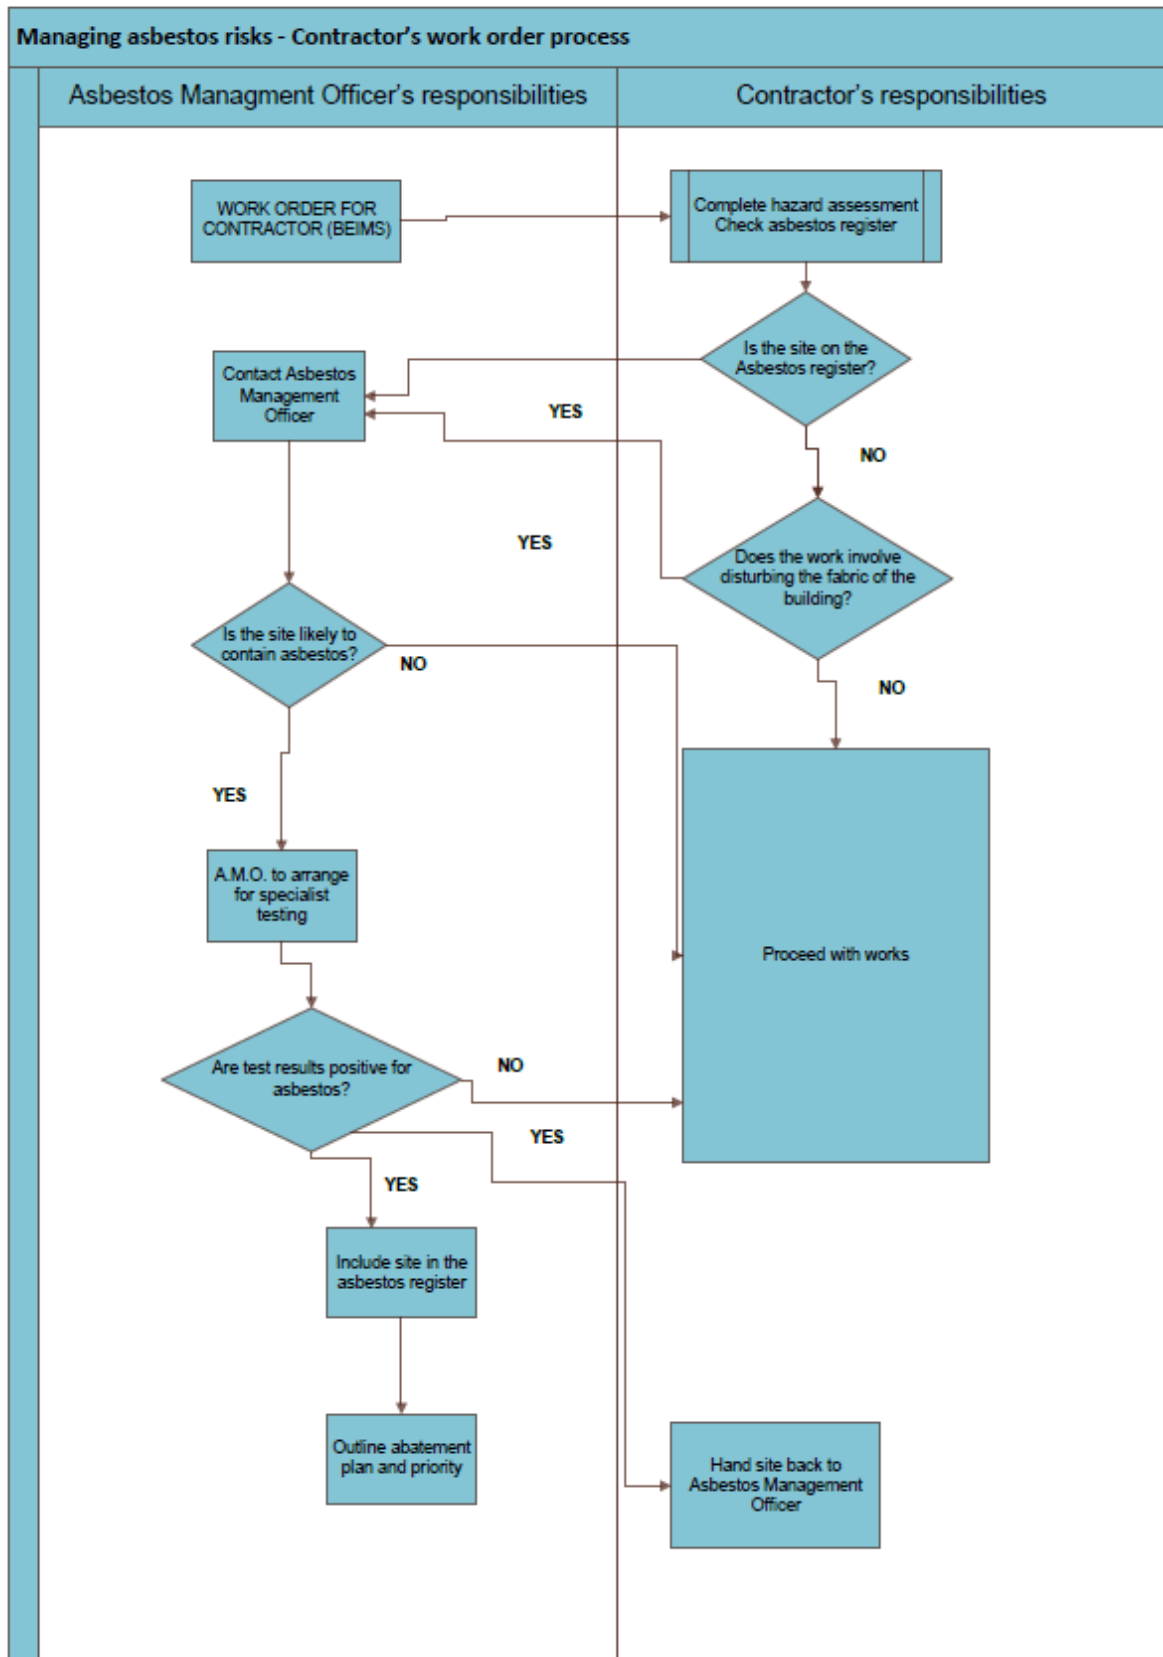 Managing asbestos risks - Contractor's work order process
Asbestos Managment Officer's responsibilities
Contractor's responsibilities
WORK ORDER FOR
CONTRACTOR (BEIMS)
Complete hazard assessment
Check asbestos register
Is the site on the
Asbestos register?
Contact Asbestos
Management
Officer
YES
NO
YES
Does the work involve
disturbing the fabric of the
building?
Is the site likely to
contain asbestos?
NO
NO
YES
A.M.O. to arrange
for specialist
testing
Proceed with works
Are test results positive for
asbestos?
NO
YES
YES
Include site in the
asbestos register
Outline abatement
plan and priority
Hand site back to
Asbestos Management
Officer